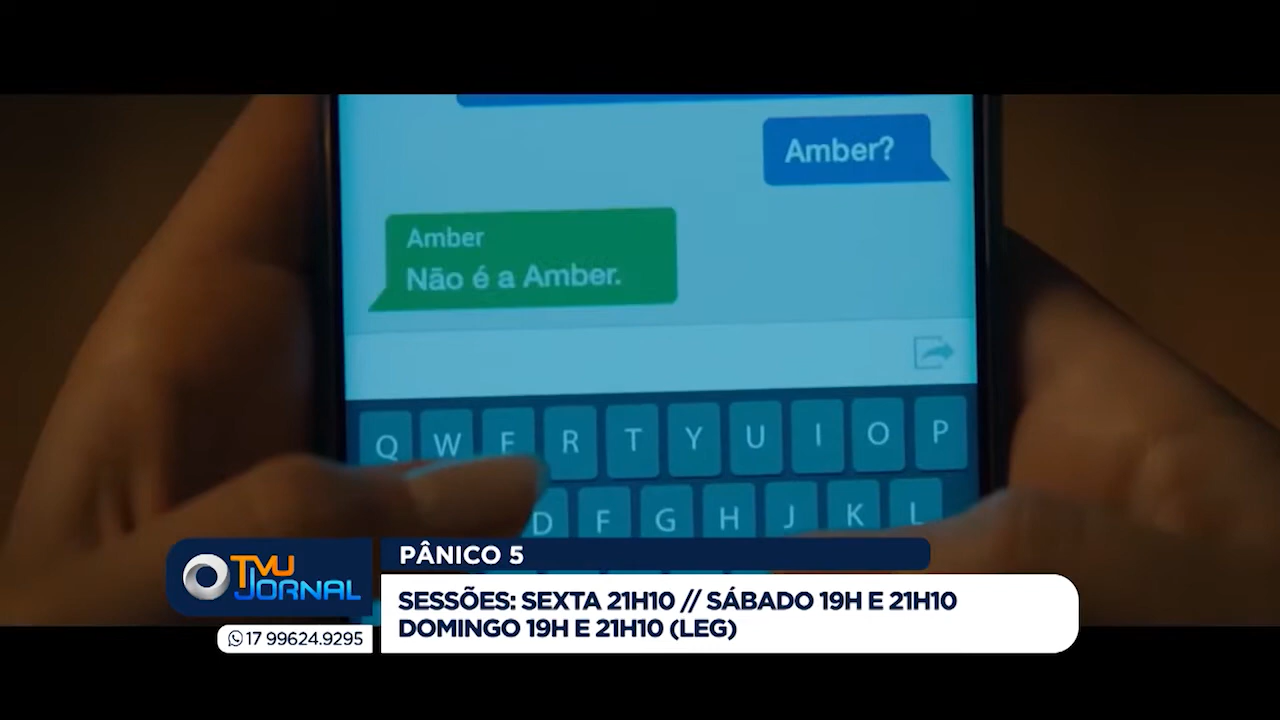 Amber?
Amber
Não é a Amber.
Q W E R T Y U I O P
D F G H J K L
PÂNICO 5
TVU
JORNAL
SESSÕES: SEXTA 21H10 // SÁBADO 19H E 21H10
DOMINGO 19H E 21H10 (LEG)
17 99624.9295